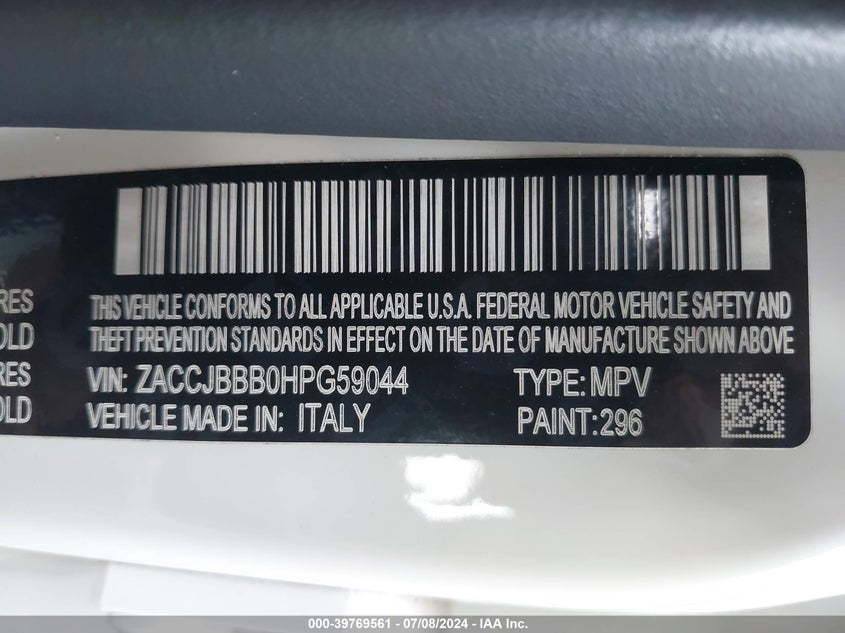 THIS VEHICLE CONFORMS TO ALL APPLICABLE U.S.A. FEDERAL MOTOR VEHICLE SAFETY AND
RES
THEFT PREVENTION STANDARDS IN EFFECT ON THE DATE OF MANUFACTURE SHOWN ABOVE
OLD
VIN: ZACCJBBB0HPG59044 TYPE: MPV
RES
VEHICLE MADE IN: ITALY PAINT: 296
OLD
000-39769561 / 07/08/2024 - IAA Inc.